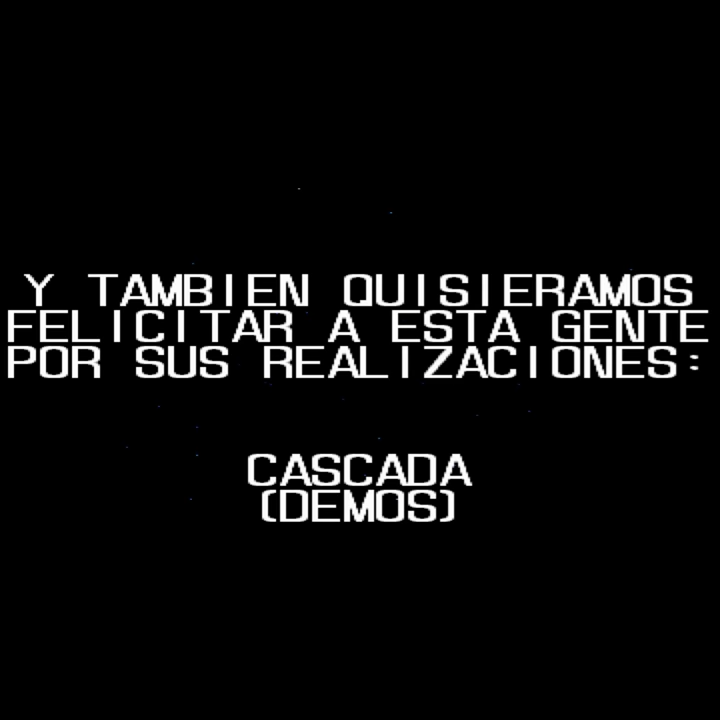 Y TAMBIEN QUISIERAMOS
FELICITAR A ESTA GENTE
POR SUS REALIZACIONES:
CASCADA
(DEMOS)